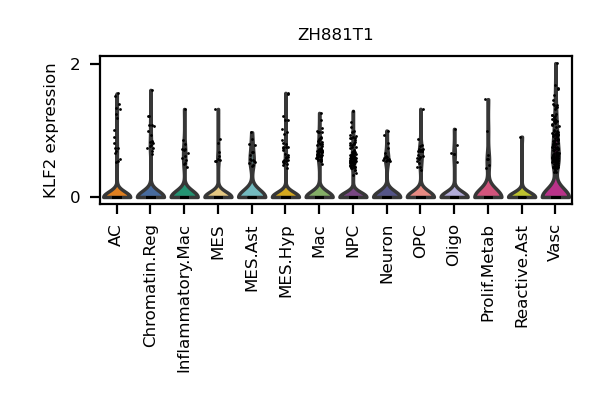 ZH881T1
KLF2 expression
2
0
AC
Chromatin.Reg
Inflammatory.Mac
MES
MES.Ast
MES.Hyp
Mac
NPC
Neuron
OPC
Oligo
Prolif.Metab
Reactive.Ast
Vasc